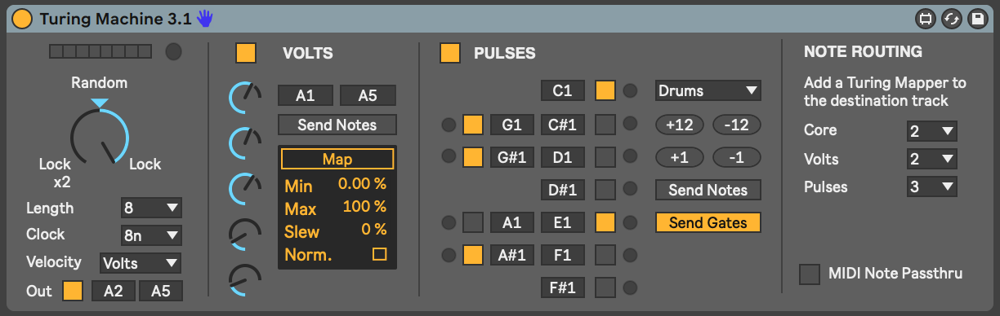 Turing Machine 3.1
Random
Lock x2
Lock
Length 8
Clock 8n
Velocity Volts
Out A2 A5
VOLTS
A1 A5
Send Notes
Map
Min 0.00 %
Max 100 %
Slew 0 %
Norm.
PULSES
C1 Drums
G1 C#1 +12 -12
G#1 D1 +1 -1
D#1 Send Notes
A1 E1 Send Gates
A#1 F1
F#1
NOTE ROUTING
Add a Turing Mapper to
the destination track
Core 2
Volts 2
Pulses 3
MIDI Note Passthru